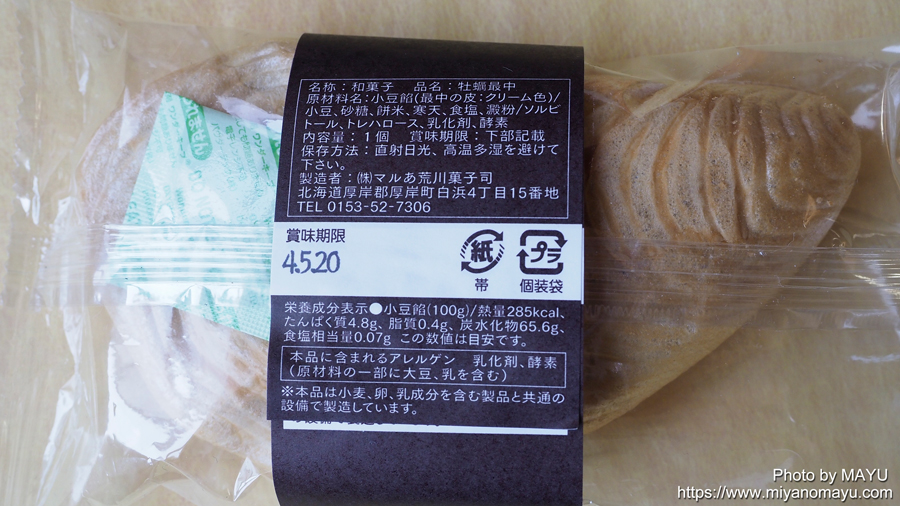 名称：和菓子　品名：牡蠣最中
原材料名：小豆餡(最中の皮：クリーム色)/
小豆、砂糖、餅米、寒天、食塩、澱粉/ソルビ
トール、トレハロース、乳化剤、酵素
内容量：1個　賞味期限：下部記載
保存方法：直射日光、高温多湿を避けて
下さい。
製造者：㈱マルあ荒川菓子司
北海道厚岸郡厚岸町白浜4丁目15番地
TEL 0153-52-7306
賞味期限
4.5.20
紙
帯
プラ
個装袋
栄養成分表示●小豆餡(100g)/熱量285kcal、
たんぱく質4.8g、脂質0.4g、炭水化物65.6g、
食塩相当量0.07g この数値は目安です。
本品に含まれるアレルゲン　乳化剤、酵素
(原材料の一部に大豆、乳を含む)
※本品は小麦、卵、乳成分を含む製品と共通の
設備で製造しています。
Photo by MAYU
https://www.miyanomayu.com/